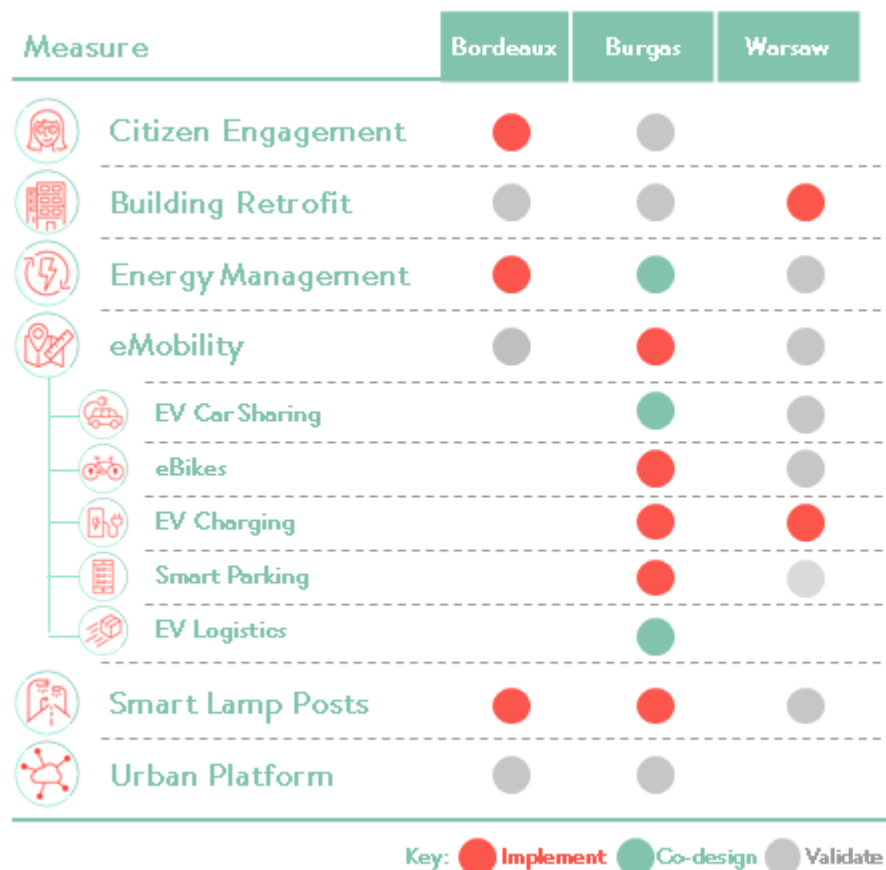 Measure Bordeaux Burgas Warsaw
Citizen Engagement
Building Retrofit
Energy Management
eMobility
EV Car Sharing
eBikes
EV Charging
Smart Parking
EV Logistics
Smart Lamp Posts
Urban Platform
Key: Implement Co-design Validate